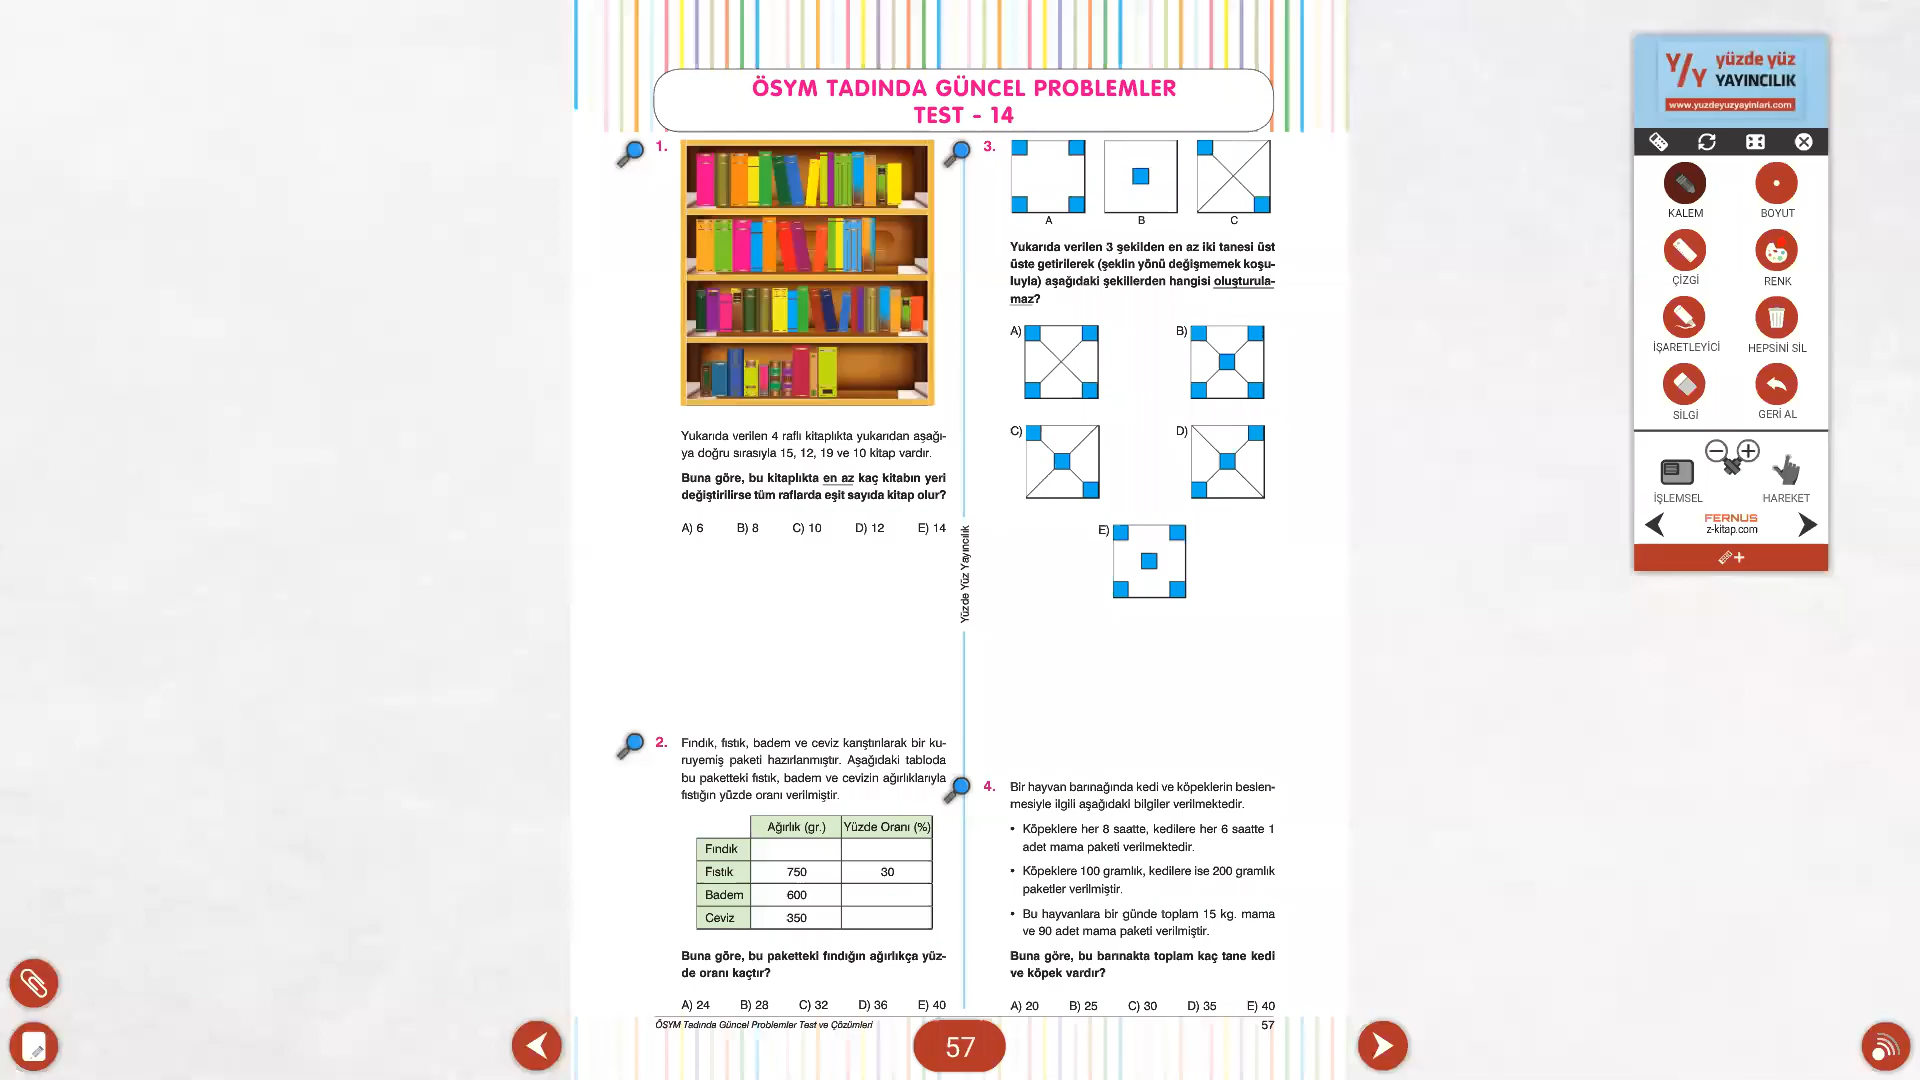 ÖSYM TADINDA GÜNCEL PROBLEMLER
TEST - 14
1.
Yukarıda verilen 4 raflı kitaplıkta yukarıdan aşağı-
ya doğru sırasıyla 15, 12, 19 ve 10 kitap vardır.
Buna göre, bu kitaplıkta en az kaç kitabın yeri
değiştirilirse tüm raflarda eşit sayıda kitap olur?
A) 6 B) 8 C) 10 D) 12 E) 14
2. Fındık, fıstık, badem ve ceviz karıştırılarak bir ku-
ruyemiş paketi hazırlanmıştır. Aşağıdaki tabloda
bu paketteki fıstık, badem ve cevizin ağırlıklarıyla
fıstığın yüzde oranı verilmiştir.
Ağırlık (gr.) Yüzde Oranı (%)
Fındık
Fıstık 750 30
Badem 600
Ceviz 350
Buna göre, bu paketteki fındığın ağırlıkça yüz-
de oranı kaçtır?
A) 24 B) 28 C) 32 D) 36 E) 40
Yüzde Yüz Yayıncılık
3.
A B C
Yukarıda verilen 3 şekilden en az iki tanesi üst
üste getirilerek (şeklin yönü değişmemek koşu-
luyla) aşağıdaki şekillerden hangisi oluşturula-
maz?
A) B)
C) D)
E)
4. Bir hayvan barınağında kedi ve köpeklerin beslen-
mesiyle ilgili aşağıdaki bilgiler verilmektedir.
• Köpeklere her 8 saatte, kedilere her 6 saatte 1
adet mama paketi verilmektedir.
• Köpeklere 100 gramlık, kedilere ise 200 gramlık
paketler verilmiştir.
• Bu hayvanlara bir günde toplam 15 kg. mama
ve 90 adet mama paketi verilmiştir.
Buna göre, bu barınakta toplam kaç tane kedi
ve köpek vardır?
A) 20 B) 25 C) 30 D) 35 E) 40
ÖSYM Tadında Güncel Problemler Test ve Çözümleri
57
57
Y/Y yüzde yüz
YAYINCILIK
www.yuzdeyuzyayinlari.com
KALEM BOYUT
ÇİZGİ RENK
İŞARETLEYİCİ HEPSİNİ SİL
SİLGİ GERİ AL
İŞLEMSEL HAREKET
FERNUS
z-kitap.com